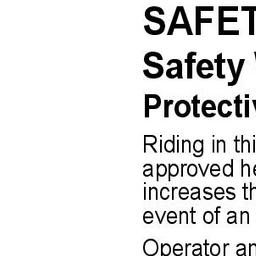 SAFET
Safety
Protectiv
Riding in thi
approved he
increases th
event of an
Operator an